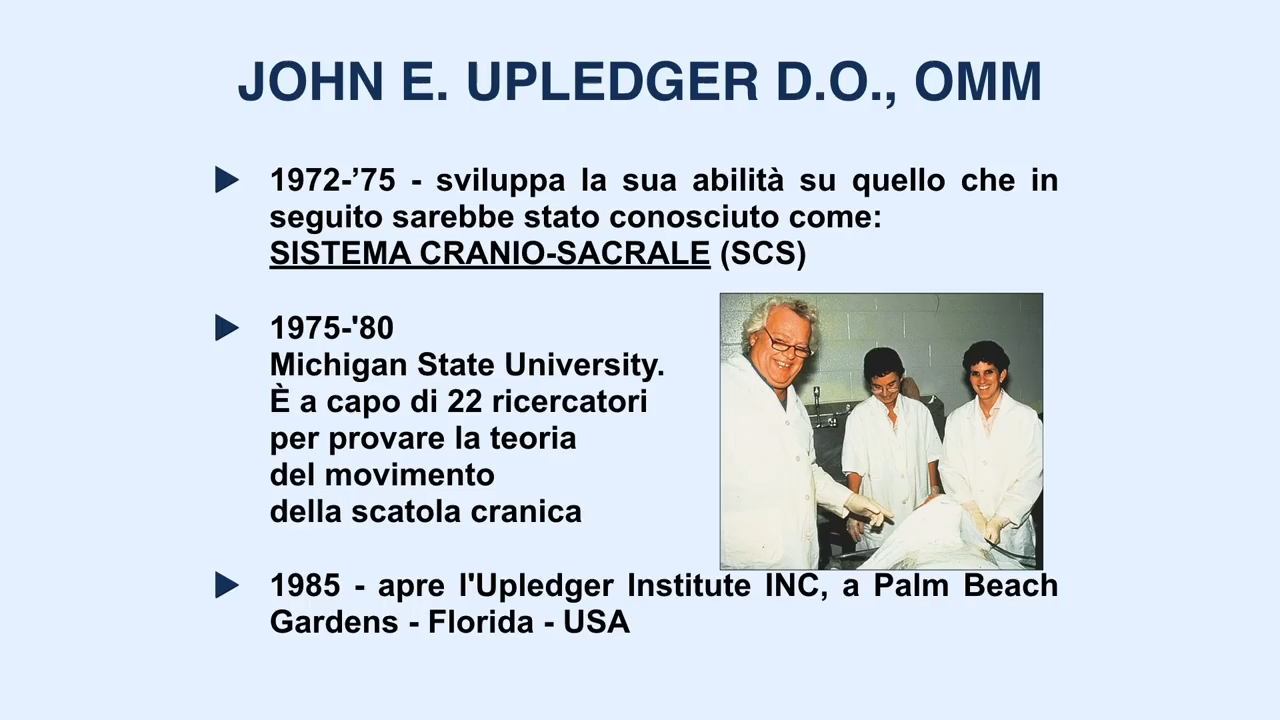 JOHN E. UPLEDGER D.O., OMM
1972-’75 - sviluppa la sua abilità su quello che in
seguito sarebbe stato conosciuto come:
SISTEMA CRANIO-SACRALE (SCS)
1975-'80
Michigan State University.
È a capo di 22 ricercatori
per provare la teoria
del movimento
della scatola cranica
1985 - apre l'Upledger Institute INC, a Palm Beach
Gardens - Florida - USA